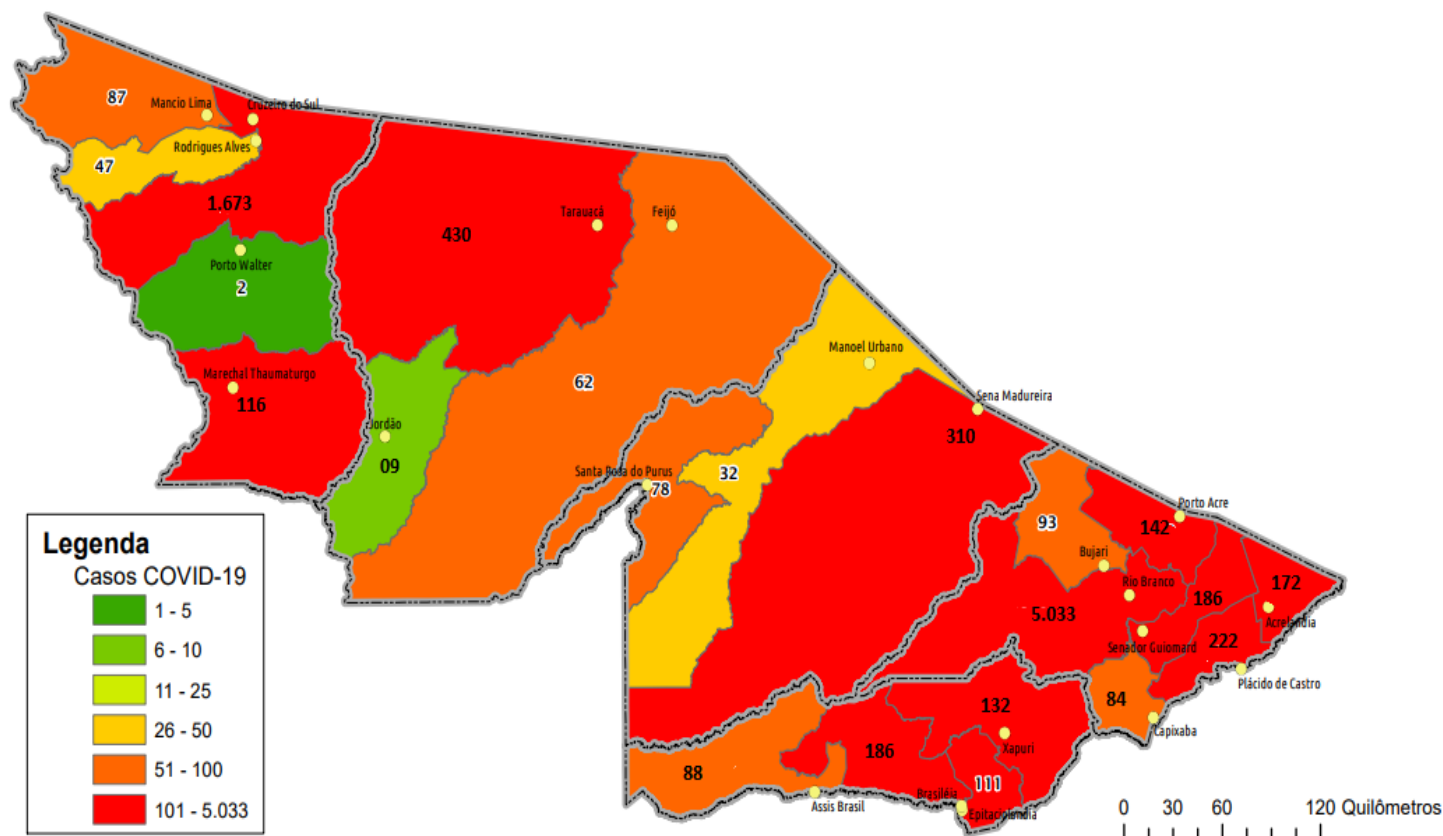 87
Mancio Lima
Cruzeiro do Sul
Rodrigues Alves
47
1.673
Tarauacá
Feijó
430
Porto Walter
2
Manoel Urbano
Marechal Thaumaturgo
116
62
Sena Madureira
310
Jordão
09
Santa Rosa do Purus
78
32
Porto Acre
142
93
Bujari
Rio Branco
172
186
5.033
Acrelandia
Senador Guiomard
222
Plácido de Castro
84
Capixaba
132
Xapuri
186
88
111
Assis Brasil
Brasiléia
Epitaciolândia
Legenda
Casos COVID-19
1 - 5
6 - 10
11 - 25
26 - 50
51 - 100
101 - 5.033
0 30 60 120 Quilômetros